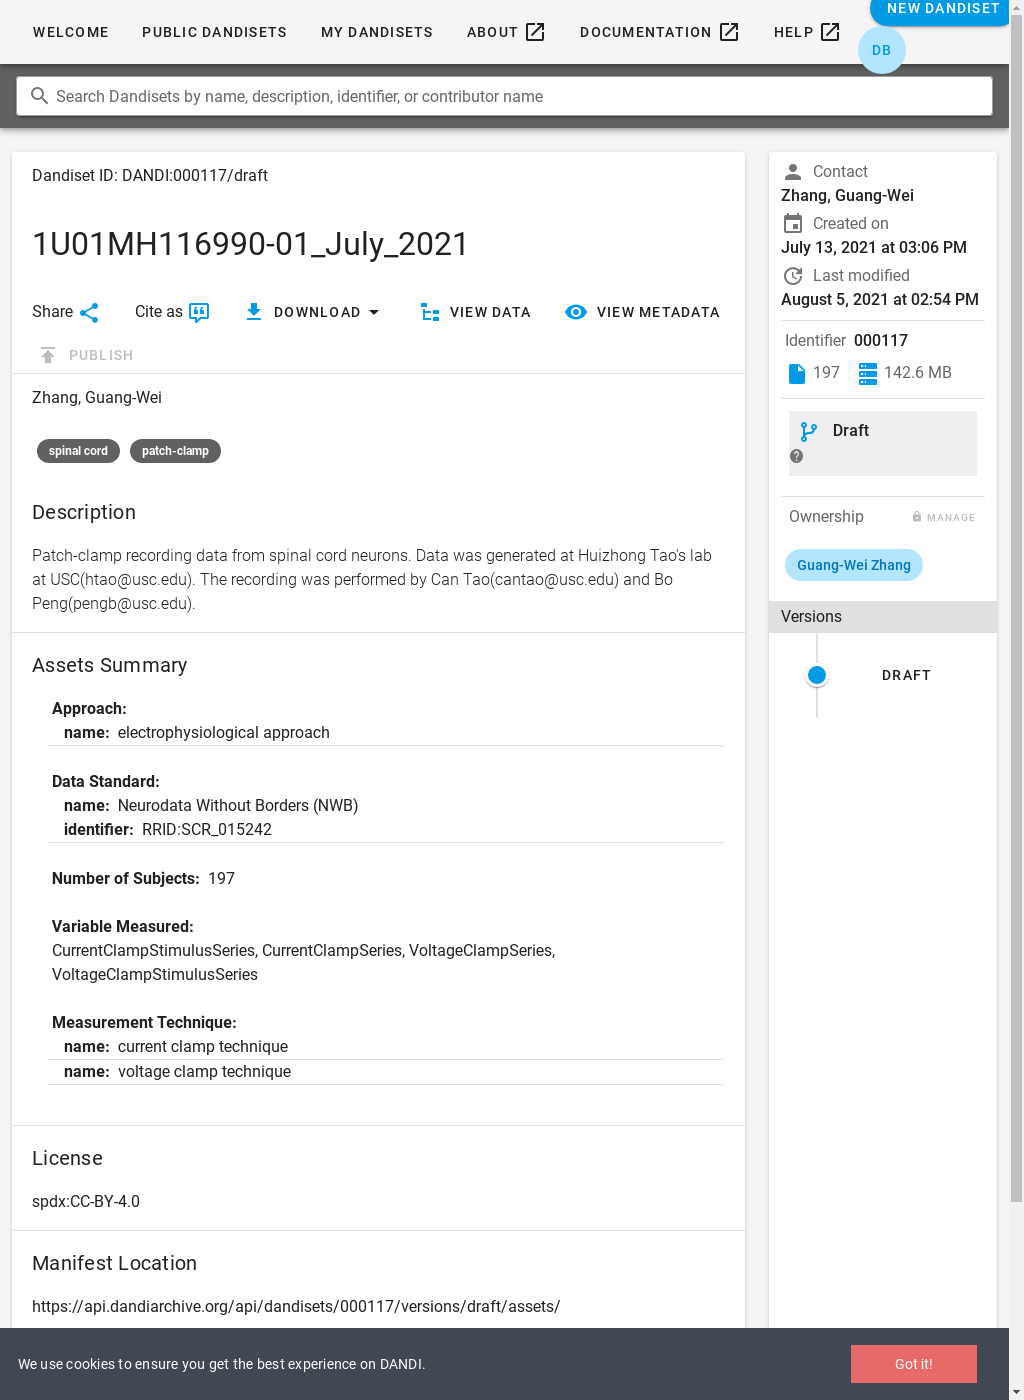 WELCOME
PUBLIC DANDISETS
MY DANDISETS
ABOUT
DOCUMENTATION
HELP
NEW DANDISET
DB
Search Dandisets by name, description, identifier, or contributor name
Dandiset ID: DANDI:000117/draft
1U01MH116990-01_July_2021
Share
Cite as
DOWNLOAD
VIEW DATA
VIEW METADATA
PUBLISH
Zhang, Guang-Wei
spinal cord
patch-clamp
Description
Patch-clamp recording data from spinal cord neurons. Data was generated at Huizhong Tao's lab
at USC(htao@usc.edu). The recording was performed by Can Tao(cantao@usc.edu) and Bo
Peng(pengb@usc.edu).
Assets Summary
Approach:
name: electrophysiological approach
Data Standard:
name: Neurodata Without Borders (NWB)
identifier: RRID:SCR_015242
Number of Subjects: 197
Variable Measured:
CurrentClampStimulusSeries, CurrentClampSeries, VoltageClampSeries,
VoltageClampStimulusSeries
Measurement Technique:
name: current clamp technique
name: voltage clamp technique
License
spdx:CC-BY-4.0
Manifest Location
https://api.dandiarchive.org/api/dandisets/000117/versions/draft/assets/
Contact
Zhang, Guang-Wei
Created on
July 13, 2021 at 03:06 PM
Last modified
August 5, 2021 at 02:54 PM
Identifier 000117
197
142.6 MB
Draft
Ownership
MANAGE
Guang-Wei Zhang
Versions
DRAFT
We use cookies to ensure you get the best experience on DANDI.
Got it!